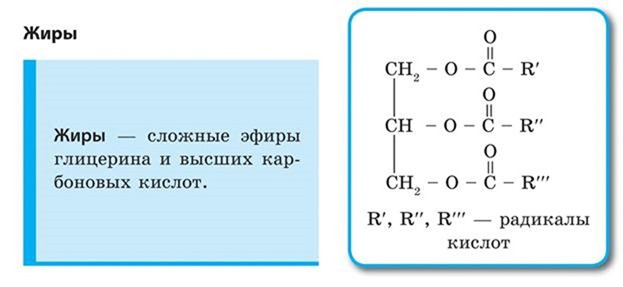 Жиры
Жиры — сложные эфиры
глицерина и высших кар-
боновых кислот.
O
CH₂ – O – C – R′
O
CH – O – C – R″
O
CH₂ – O – C – R‴
R′, R″, R‴ — радикалы
кислот